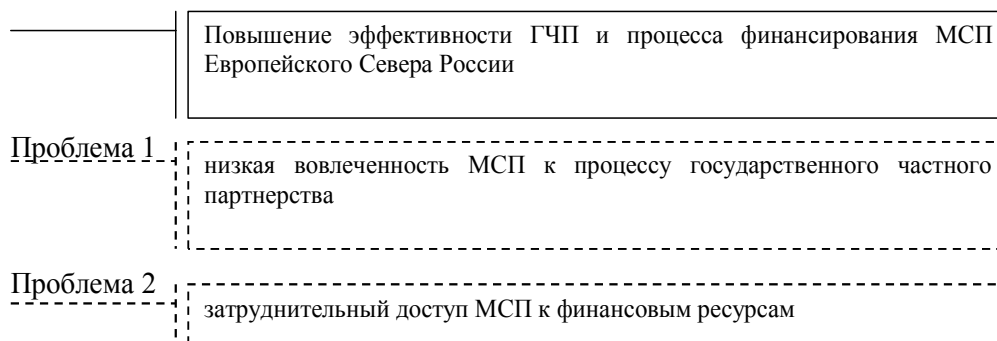 Повышение эффективности ГЧП и процесса финансирования МСП
Европейского Севера России
Проблема 1
низкая вовлеченность МСП к процессу государственного частного
партнерства
Проблема 2
затруднительный доступ МСП к финансовым ресурсам